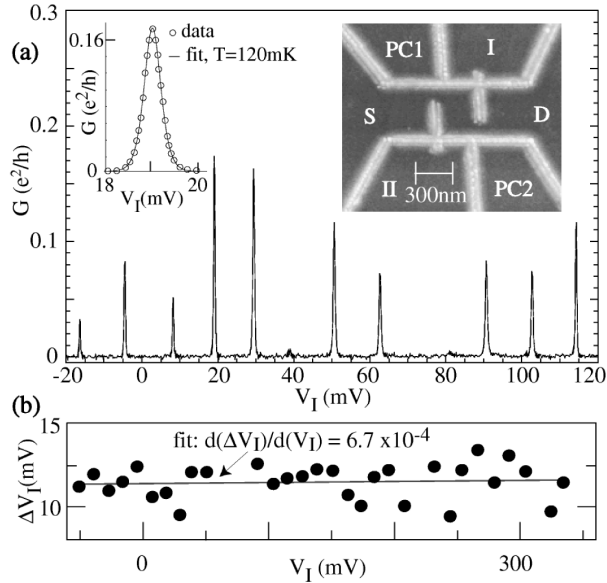 (a)
0.3
0.2
0.1
0
G (e²/h)
0.16
0
G (e²/h)
○ data
— fit, T=120mK
18 19 20
V_I(mV)
PC1 I
S D
II 300nm PC2
-20 0 20 40 60 80 100 120
V_I (mV)
(b)
15
10
ΔV_I(mV)
fit: d(ΔV_I)/d(V_I) = 6.7 x10⁻⁴
0 300
V_I (mV)